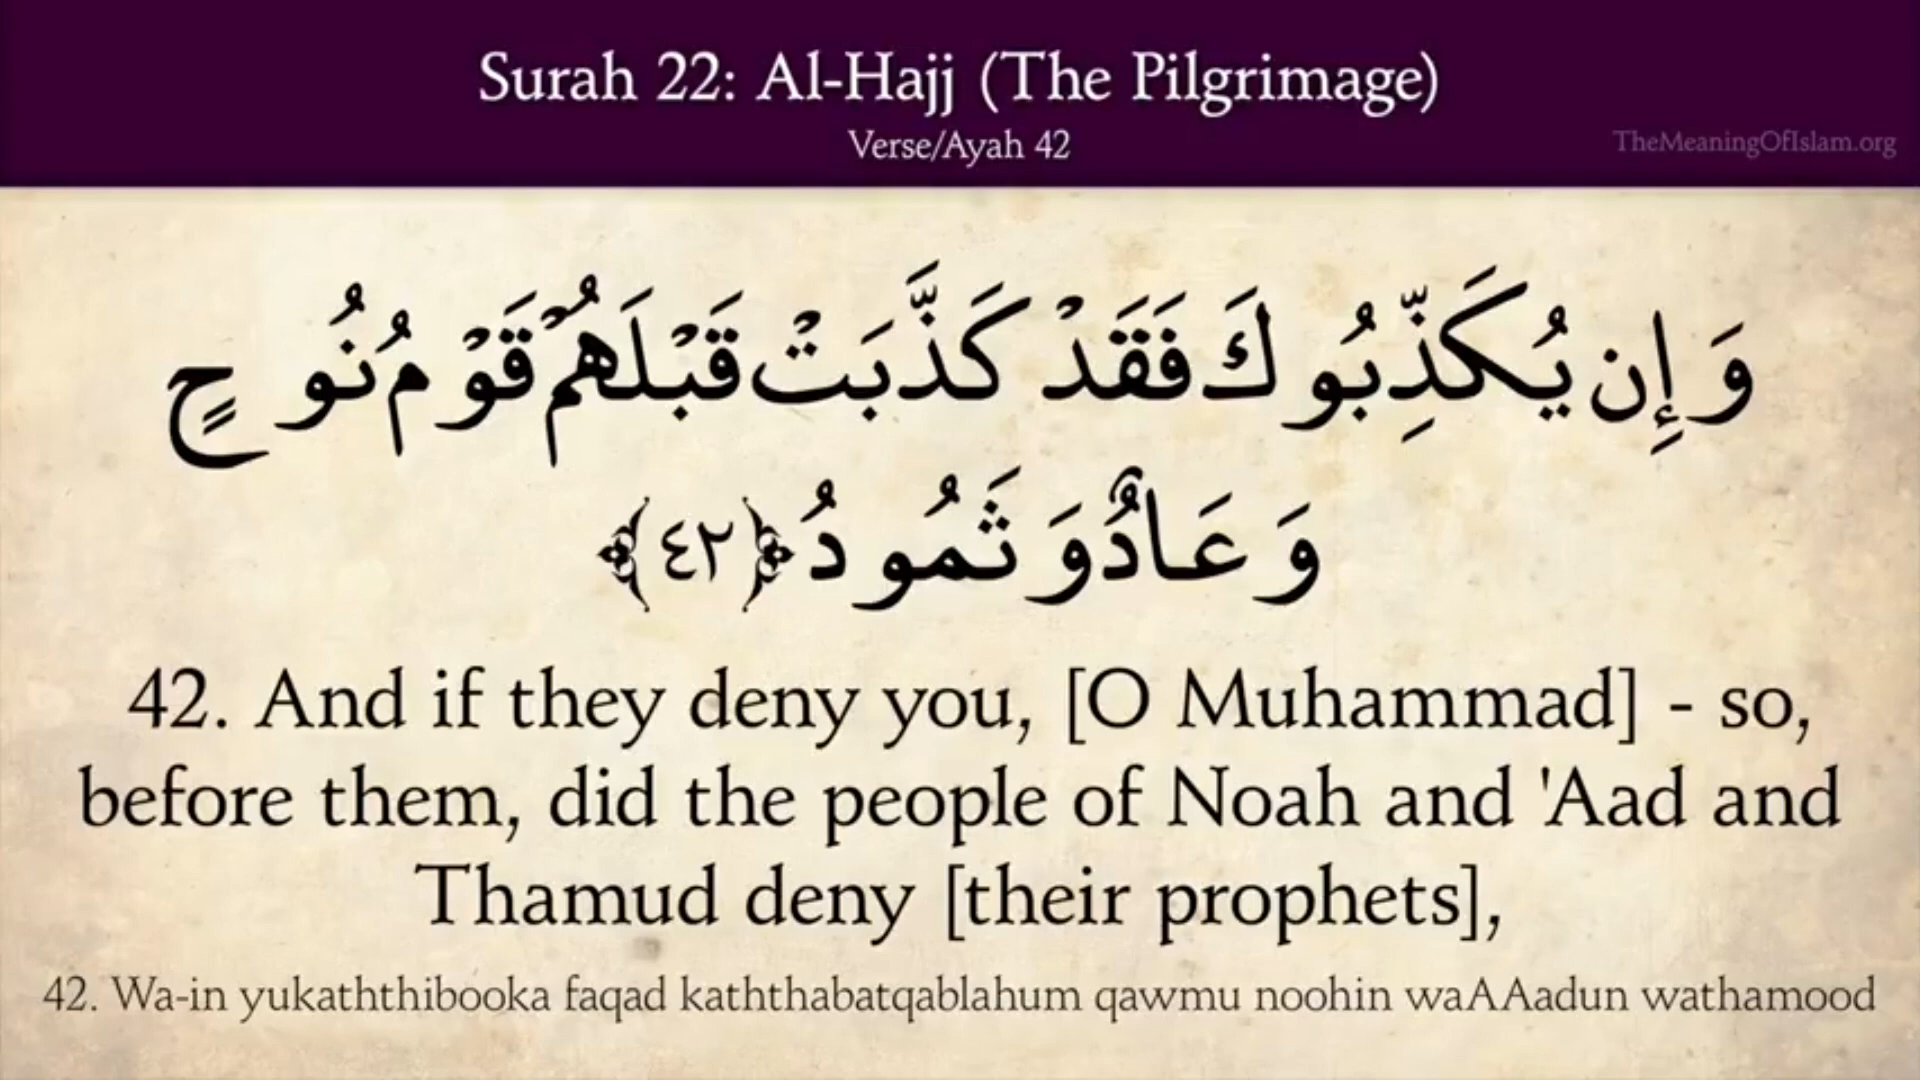 Surah 22: Al-Hajj (The Pilgrimage)
Verse/Ayah 42
TheMeaningOfIslam.org
وَإِن يُكَذِّبُوكَ فَقَدْ كَذَّبَتْ قَبْلَهُمْ قَوْمُ نُوحٍ
وَعَادٌ وَثَمُودُ ﴿٤٢﴾
42. And if they deny you, [O Muhammad] - so,
before them, did the people of Noah and 'Aad and
Thamud deny [their prophets],
42. Wa-in yukaththibooka faqad kaththabatqablahum qawmu noohin waAAadun wathamood